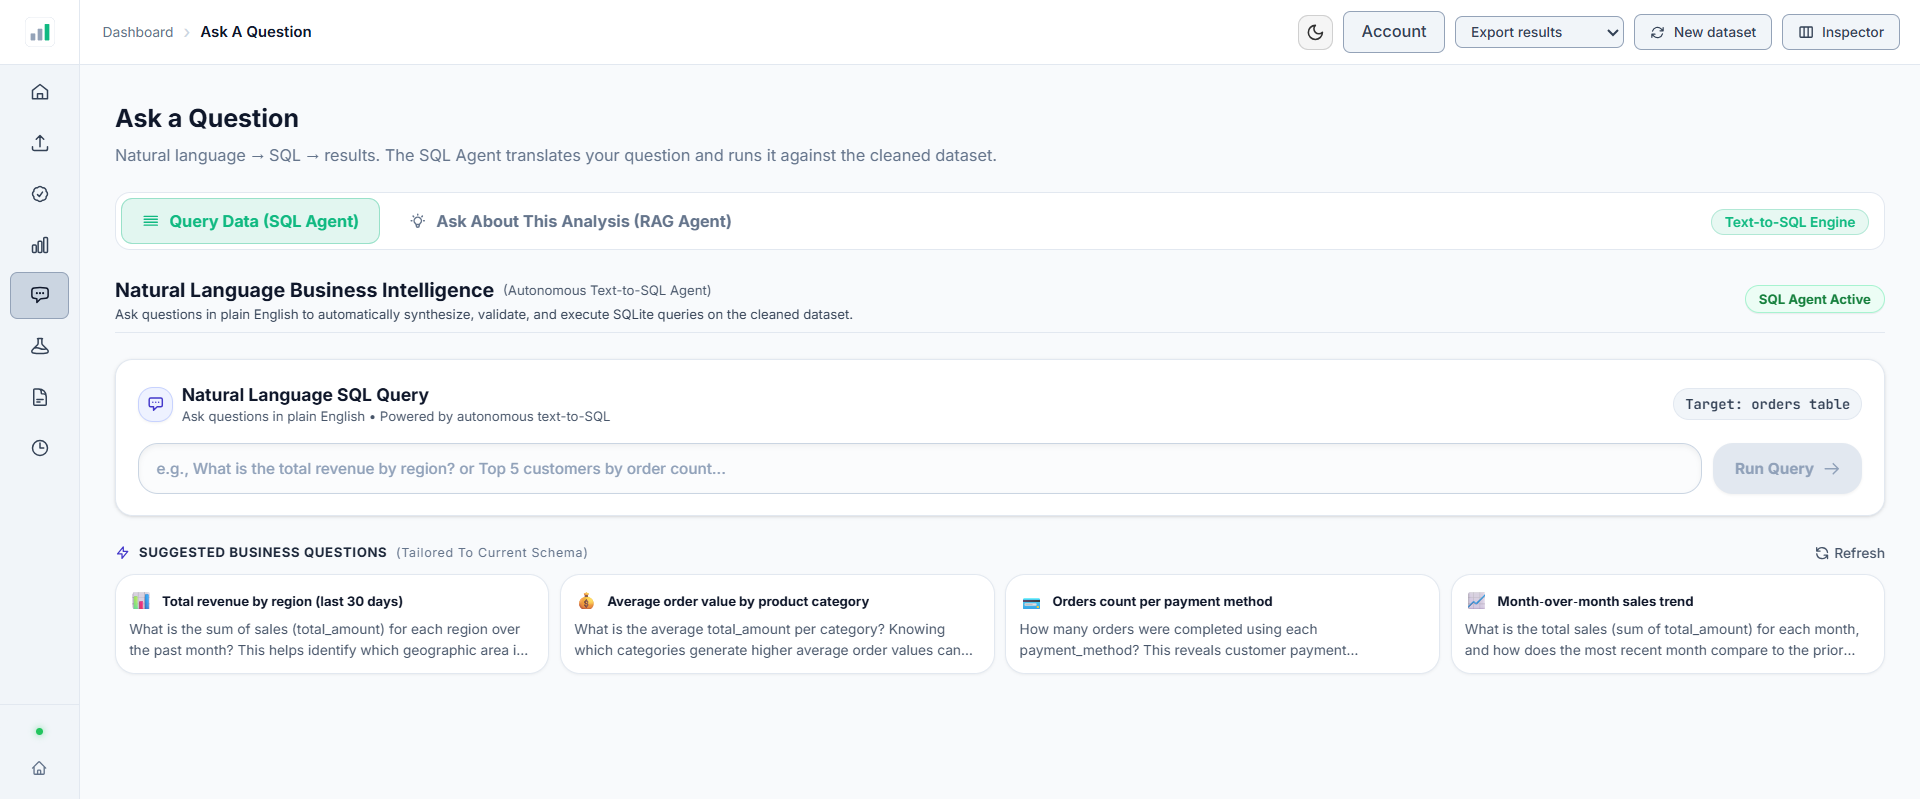 Dashboard > Ask A Question
Account
Export results
New dataset
Inspector
Ask a Question
Natural language → SQL → results. The SQL Agent translates your question and runs it against the cleaned dataset.
Query Data (SQL Agent)
Ask About This Analysis (RAG Agent)
Text-to-SQL Engine
Natural Language Business Intelligence (Autonomous Text-to-SQL Agent)
Ask questions in plain English to automatically synthesize, validate, and execute SQLite queries on the cleaned dataset.
SQL Agent Active
Natural Language SQL Query
Ask questions in plain English • Powered by autonomous text-to-SQL
Target: orders table
e.g., What is the total revenue by region? or Top 5 customers by order count...
Run Query →
SUGGESTED BUSINESS QUESTIONS (Tailored To Current Schema)
Refresh
Total revenue by region (last 30 days)
What is the sum of sales (total_amount) for each region over
the past month? This helps identify which geographic area i...
Average order value by product category
What is the average total_amount per category? Knowing
which categories generate higher average order values can...
Orders count per payment method
How many orders were completed using each
payment_method? This reveals customer payment...
Month-over-month sales trend
What is the total sales (sum of total_amount) for each month,
and how does the most recent month compare to the prior...